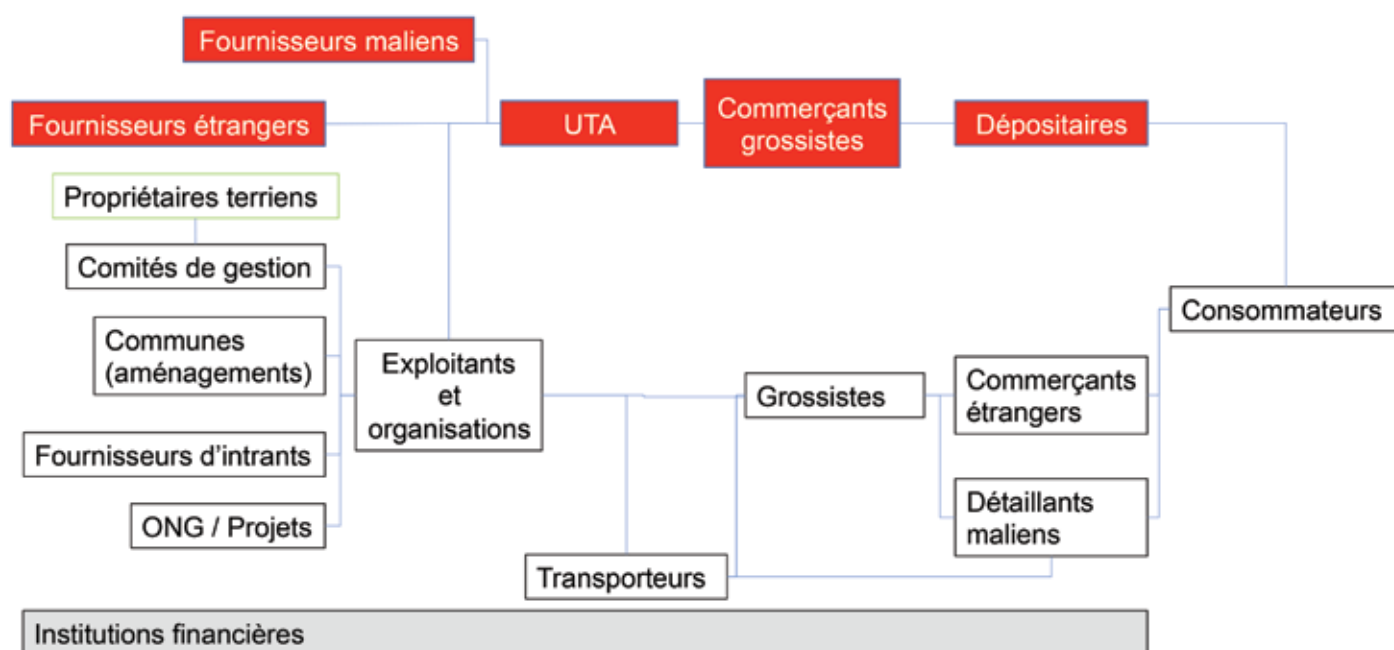 Fournisseurs maliens
Fournisseurs étrangers
UTA
Commerçants
grossistes
Dépositaires
Propriétaires terriens
Comités de gestion
Communes
(aménagements)
Fournisseurs d'intrants
ONG / Projets
Exploitants
et
organisations
Transporteurs
Grossistes
Commerçants
étrangers
Détaillants
maliens
Consommateurs
Institutions financières